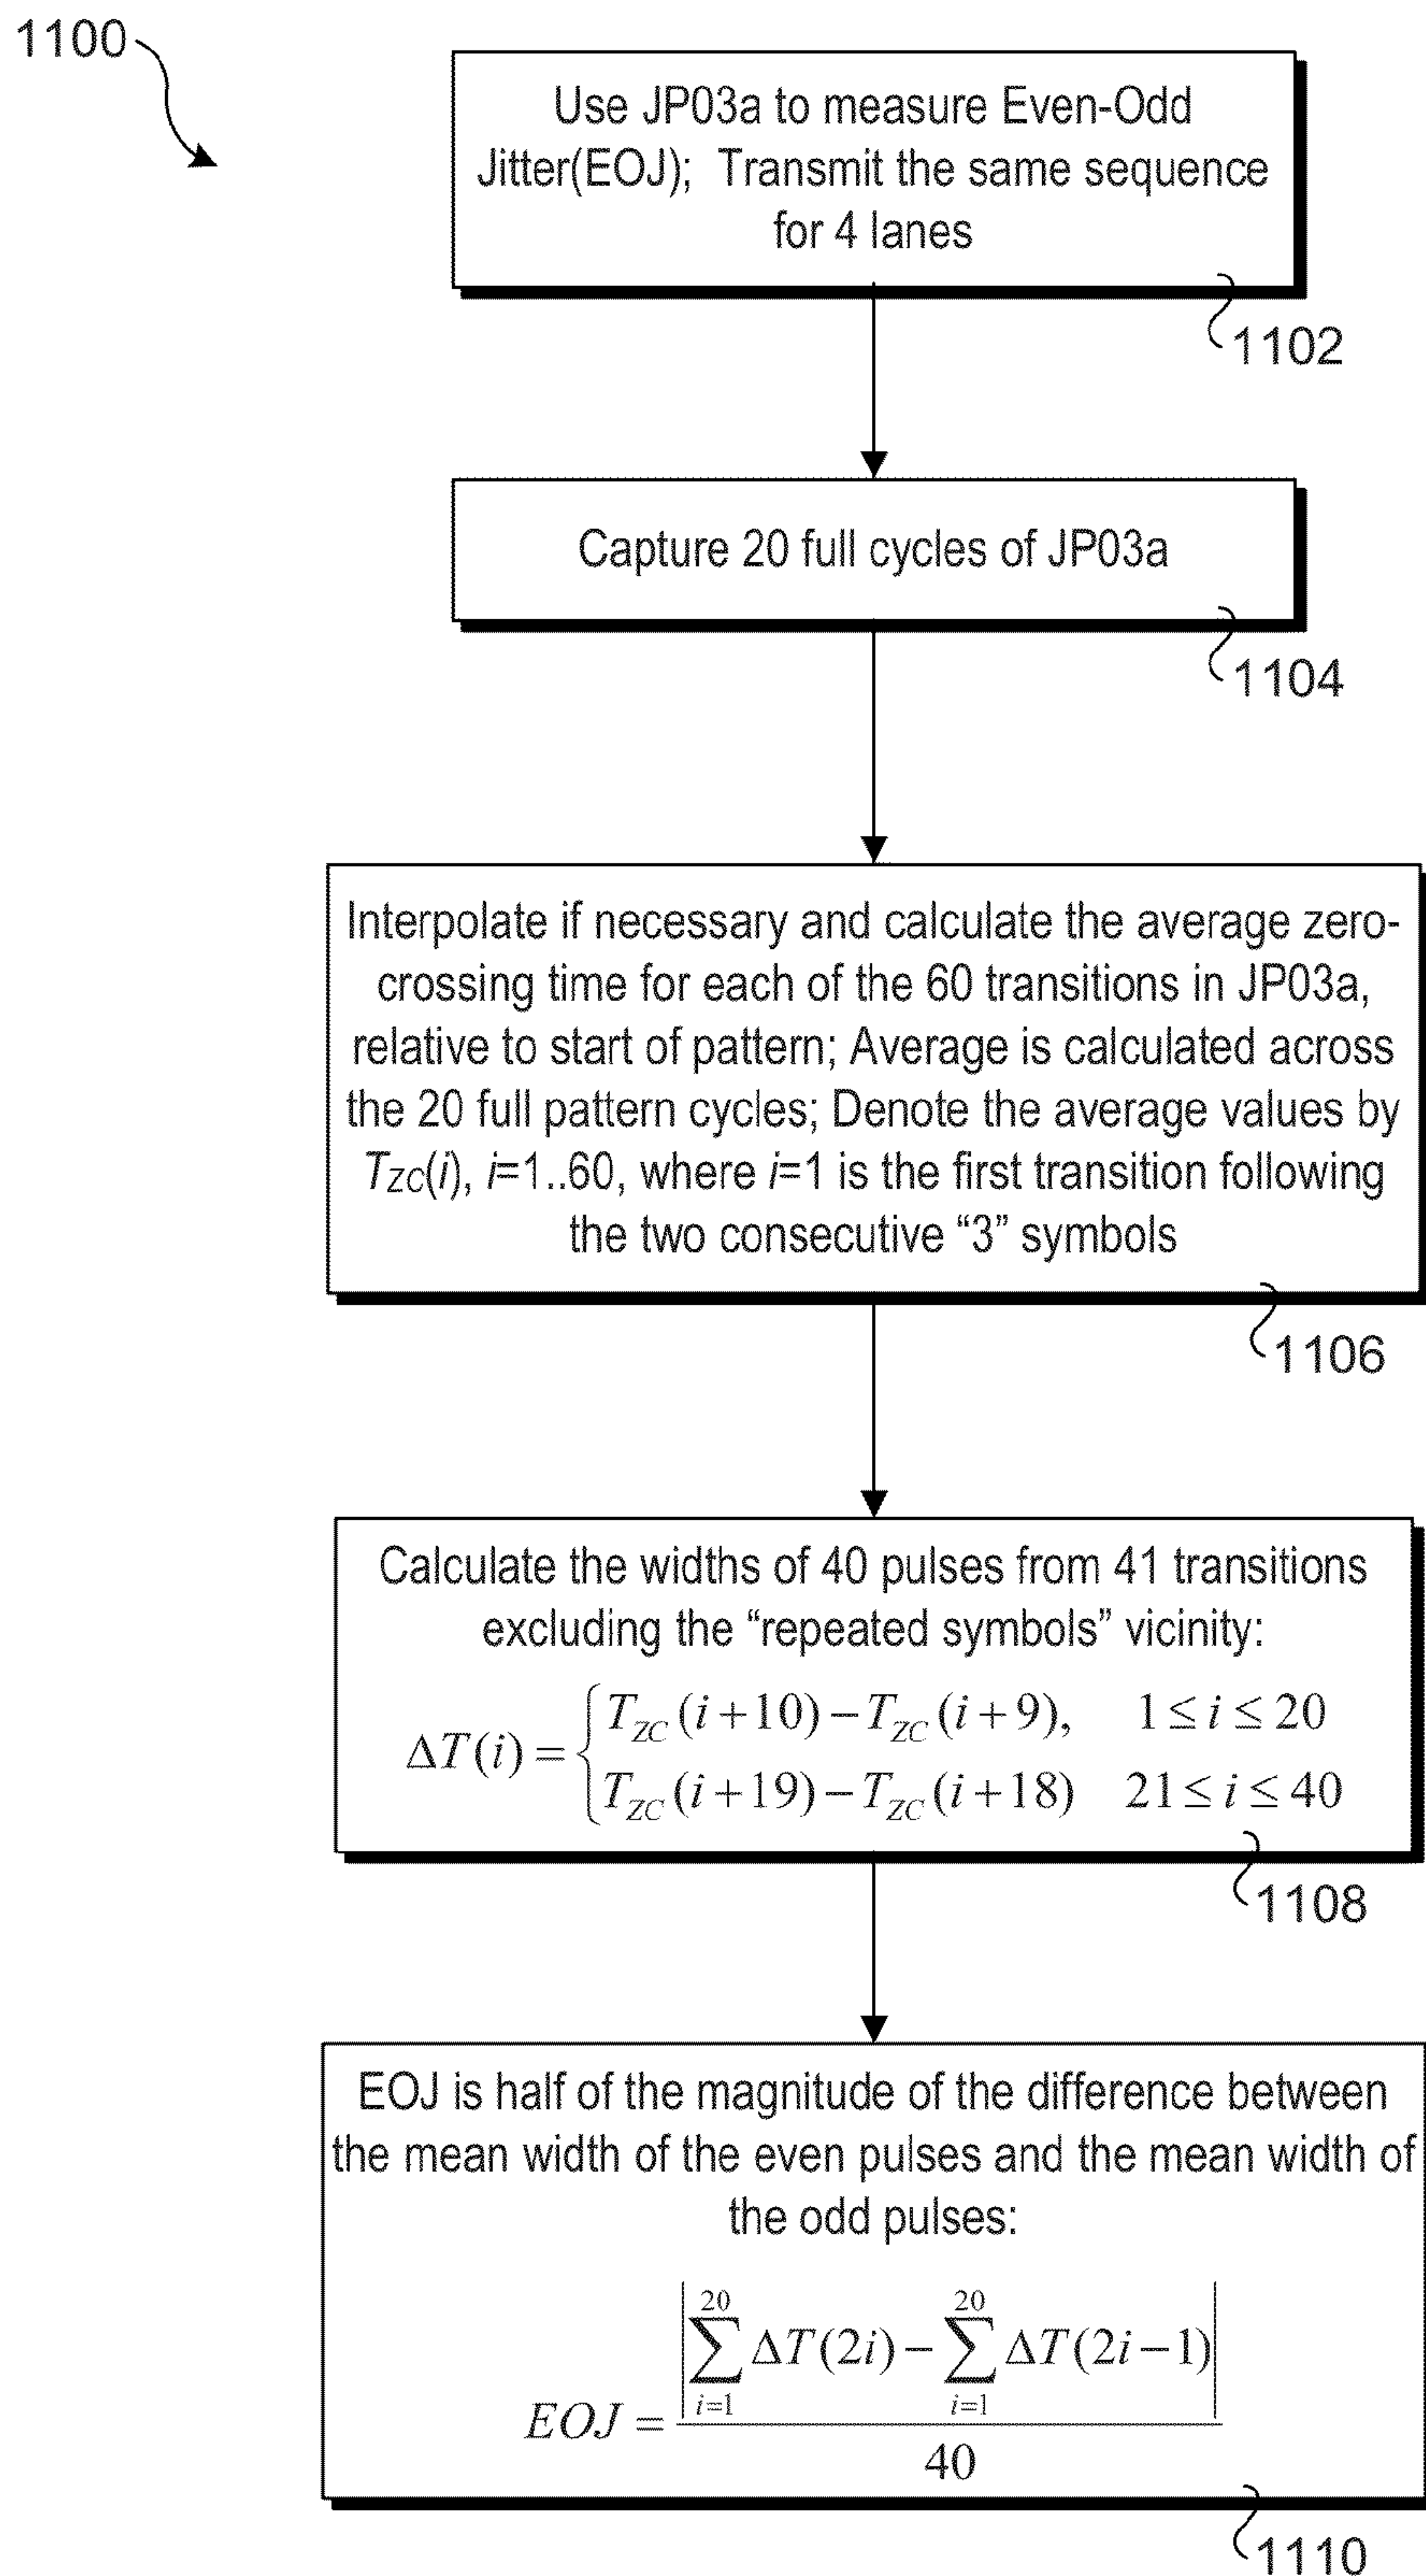 1100
Use JP03a to measure Even-Odd
Jitter(EOJ);  Transmit the same sequence
for 4 lanes
1102
Capture 20 full cycles of JP03a
1104
Interpolate if necessary and calculate the average zero-
crossing time for each of the 60 transitions in JP03a,
relative to start of pattern; Average is calculated across
the 20 full pattern cycles; Denote the average values by
T_ZC(i), i=1..60, where i=1 is the first transition following
the two consecutive “3” symbols
1106
Calculate the widths of 40 pulses from 41 transitions
excluding the “repeated symbols” vicinity:
ΔT(i) = { T_ZC(i+10) − T_ZC(i+9),    1 ≤ i ≤ 20
T_ZC(i+19) − T_ZC(i+18)    21 ≤ i ≤ 40
1108
EOJ is half of the magnitude of the difference between
the mean width of the even pulses and the mean width of
the odd pulses:
EOJ = |∑_{i=1}^{20} ΔT(2i) − ∑_{i=1}^{20} ΔT(2i−1)| / 40
1110